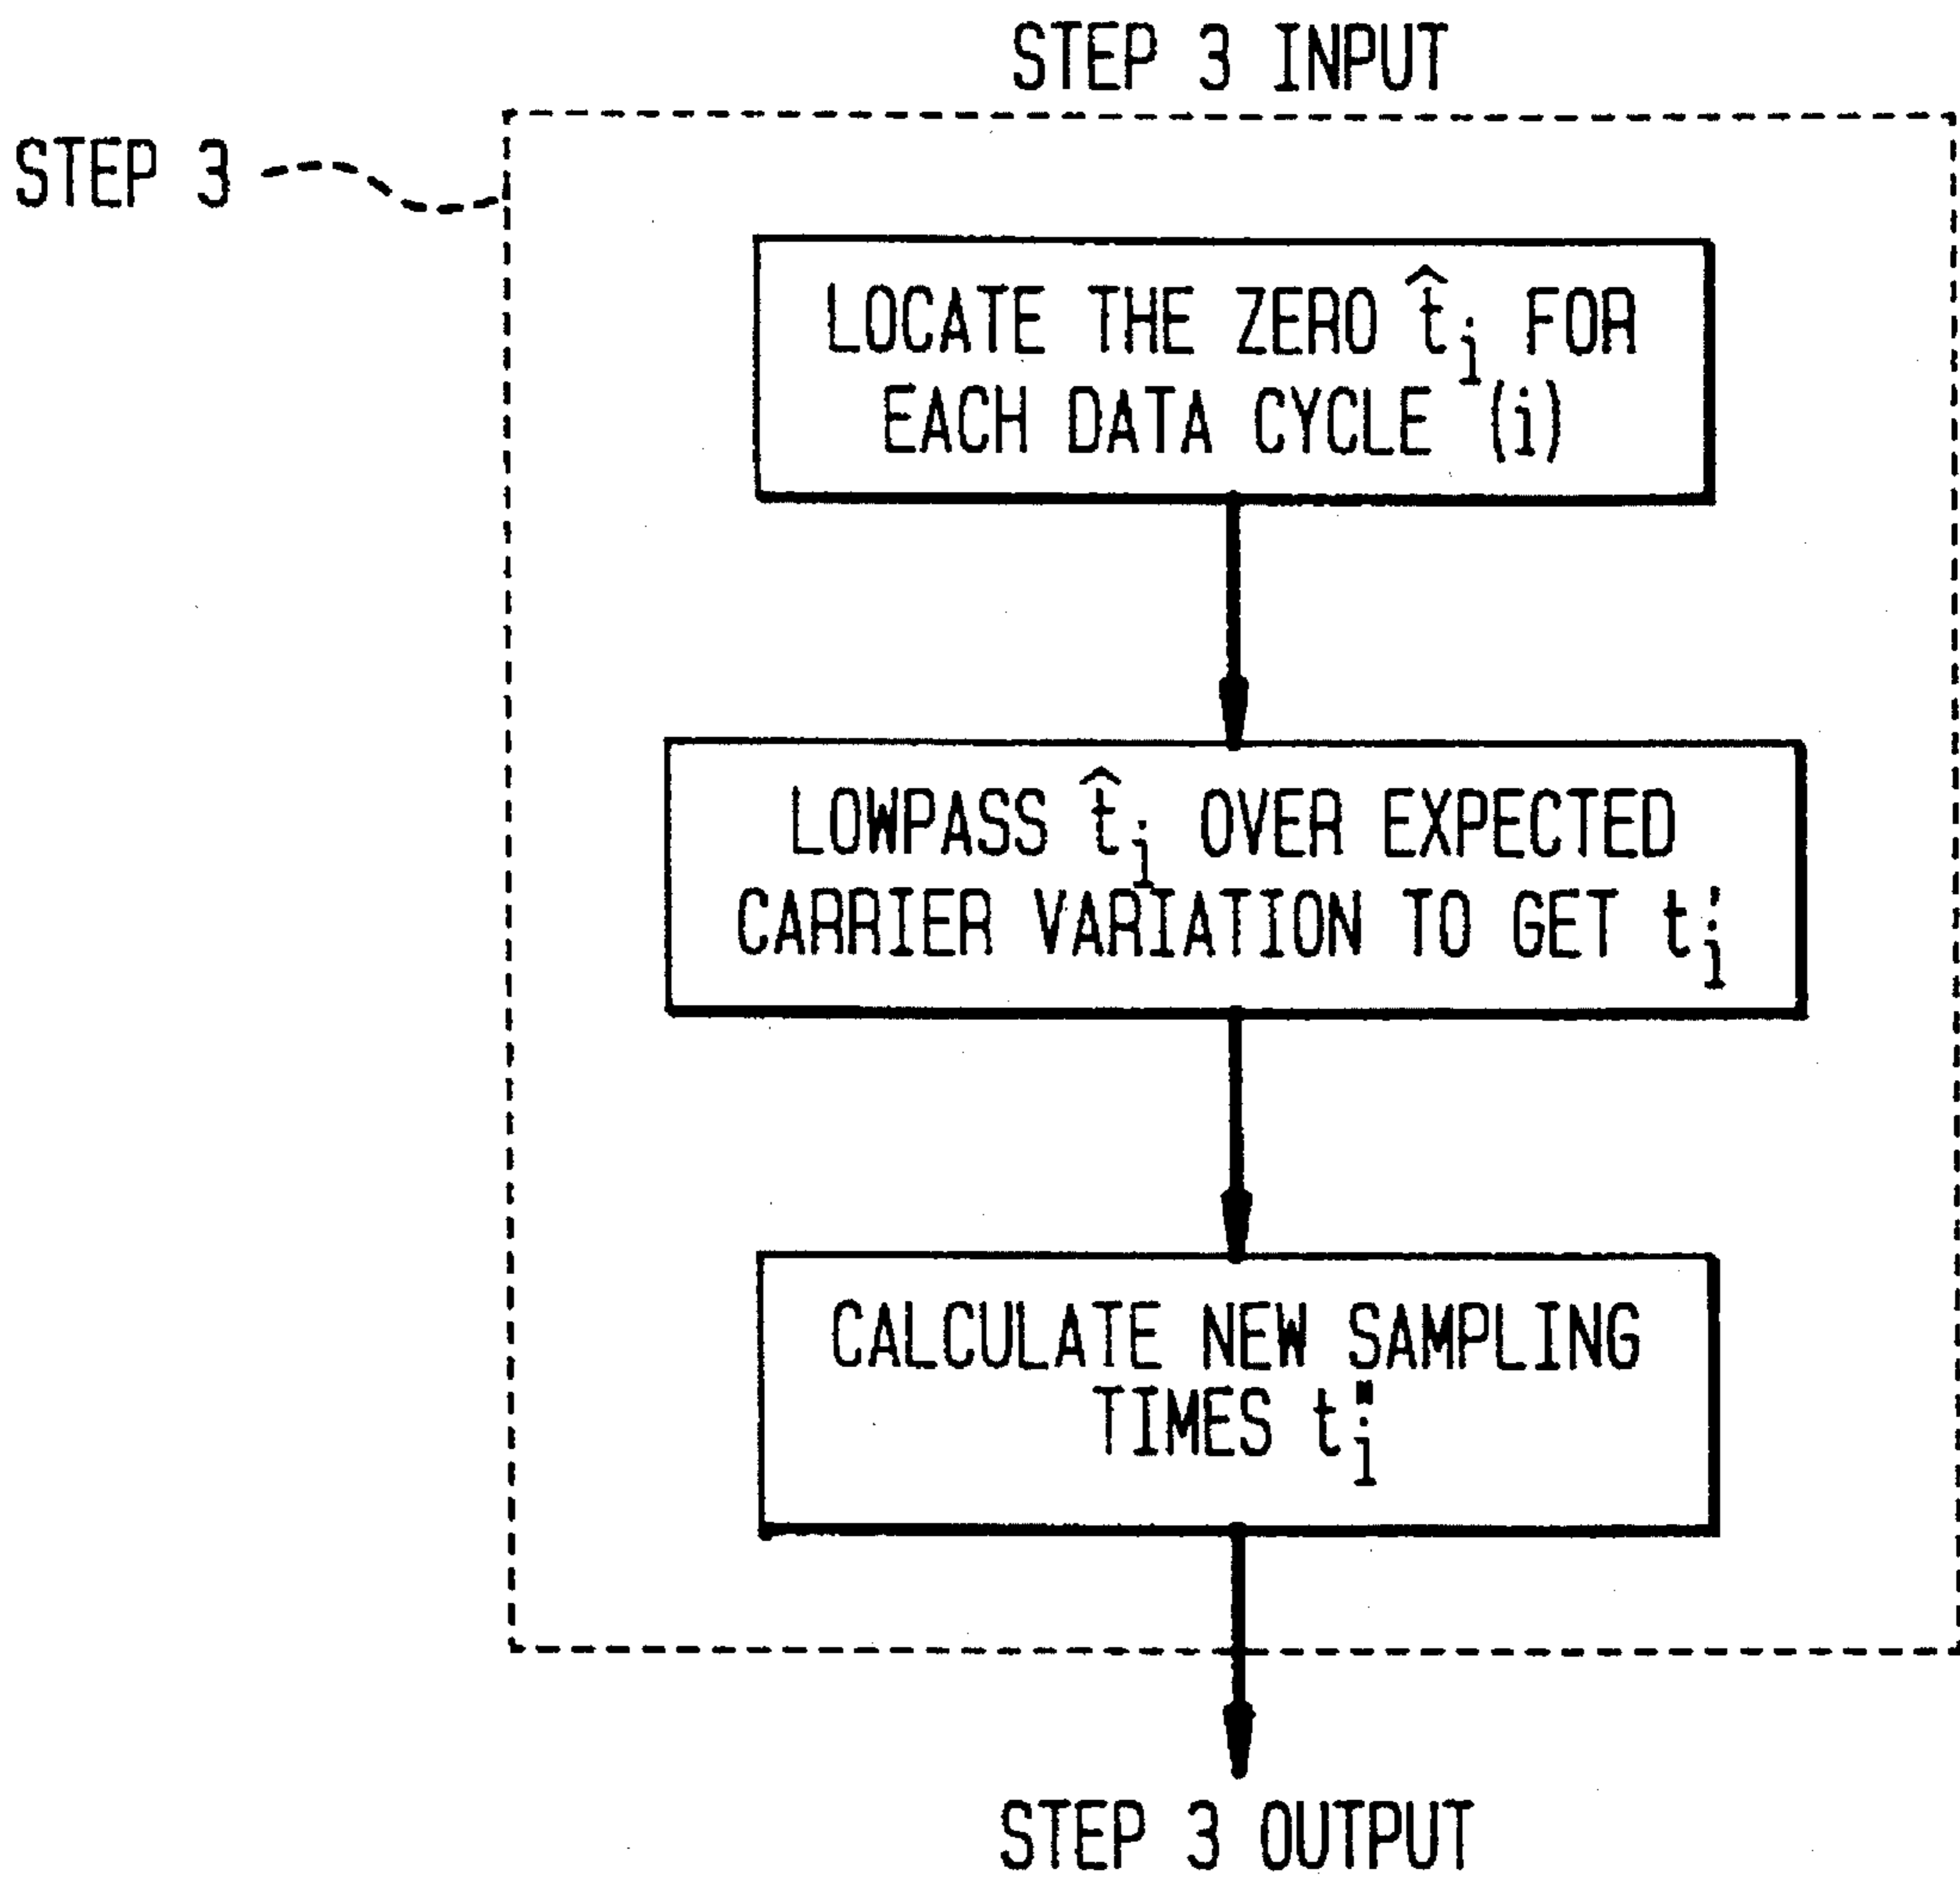 STEP 3 INPUT
STEP 3
LOCATE THE ZERO t̂ᵢ FOR
EACH DATA CYCLE (i)
LOWPASS t̂ᵢ OVER EXPECTED
CARRIER VARIATION TO GET t'ᵢ
CALCULATE NEW SAMPLING
TIMES t"ᵢ
STEP 3 OUTPUT